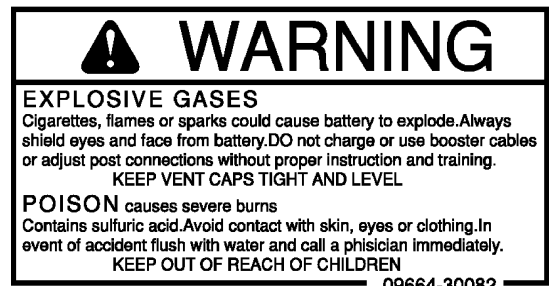 WARNING
EXPLOSIVE GASES
Cigarettes, flames or sparks could cause battery to explode.Always
shield eyes and face from battery.DO not charge or use booster cables
or adjust post connections without proper instruction and training.
KEEP VENT CAPS TIGHT AND LEVEL
POISON causes severe burns
Contains sulfuric acid.Avoid contact with skin, eyes or clothing.In
event of accident flush with water and call a phisician immediately.
KEEP OUT OF REACH OF CHILDREN
09664-30082